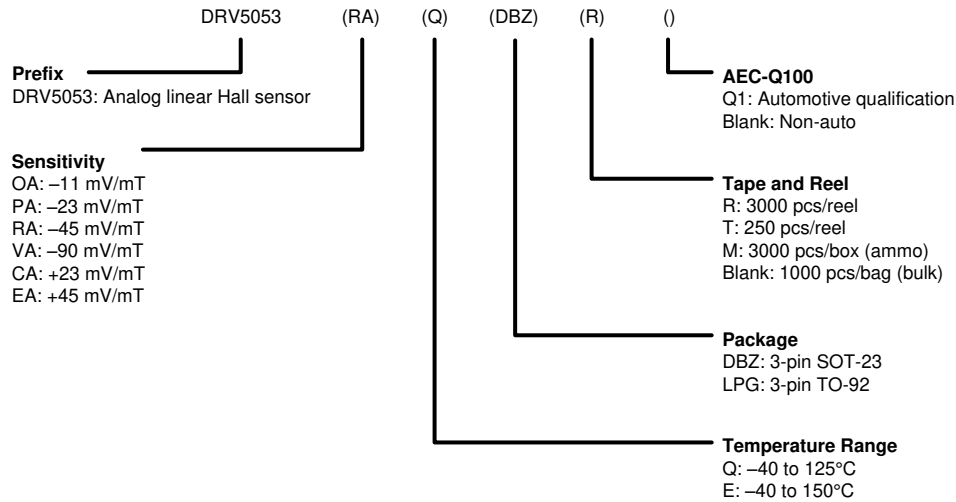 DRV5053 (RA) (Q) (DBZ) (R) ()
Prefix
DRV5053: Analog linear Hall sensor
AEC-Q100
Q1: Automotive qualification
Blank: Non-auto
Sensitivity
OA: –11 mV/mT
PA: –23 mV/mT
RA: –45 mV/mT
VA: –90 mV/mT
CA: +23 mV/mT
EA: +45 mV/mT
Tape and Reel
R: 3000 pcs/reel
T: 250 pcs/reel
M: 3000 pcs/box (ammo)
Blank: 1000 pcs/bag (bulk)
Package
DBZ: 3-pin SOT-23
LPG: 3-pin TO-92
Temperature Range
Q: –40 to 125°C
E: –40 to 150°C